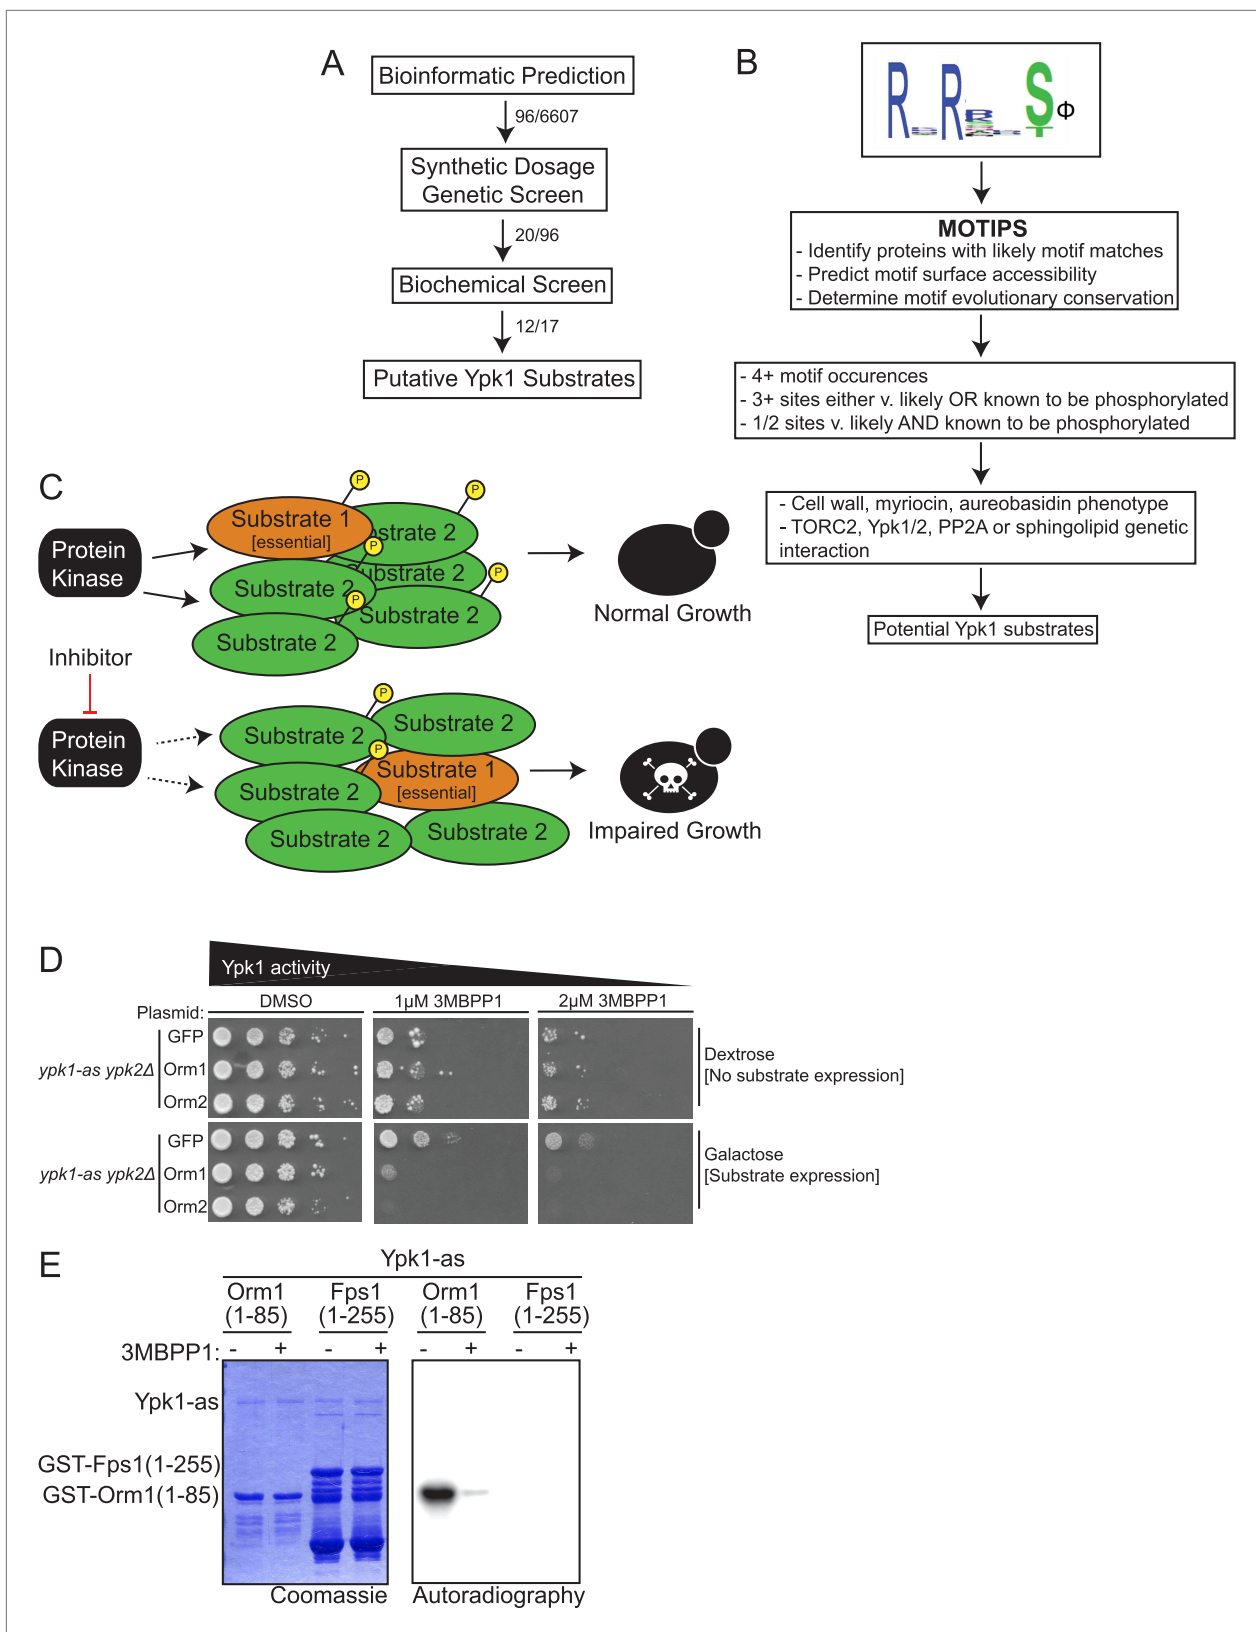 A
Bioinformatic Prediction
96/6607
Synthetic Dosage
Genetic Screen
20/96
Biochemical Screen
12/17
Putative Ypk1 Substrates
B
R R R S Φ
T
MOTIPS
- Identify proteins with likely motif matches
- Predict motif surface accessibility
- Determine motif evolutionary conservation
- 4+ motif occurences
- 3+ sites either v. likely OR known to be phosphorylated
- 1/2 sites v. likely AND known to be phosphorylated
- Cell wall, myriocin, aureobasidin phenotype
- TORC2, Ypk1/2, PP2A or sphingolipid genetic
interaction
Potential Ypk1 substrates
C
Protein
Kinase
P
P
Substrate 1
[essential]
bstrate 2
P
Substrate 2
ubstrate 2
P
P
Substrate 2
Substrate 2
Normal Growth
Inhibitor
Protein
Kinase
P
Substrate 2
Substrate 2
P
Substrate 1
[essential]
Substrate 2
Substrate 2
Substrate 2
Impaired Growth
D
Ypk1 activity
Plasmid:
DMSO
1µM 3MBPP1
2µM 3MBPP1
ypk1-as ypk2Δ
GFP
Orm1
Orm2
Dextrose
[No substrate expression]
ypk1-as ypk2Δ
GFP
Orm1
Orm2
Galactose
[Substrate expression]
E
Ypk1-as
Orm1 Fps1 Orm1 Fps1
(1-85) (1-255) (1-85) (1-255)
3MBPP1: - + - + - + - +
Ypk1-as
GST-Fps1(1-255)
GST-Orm1(1-85)
Coomassie
Autoradiography